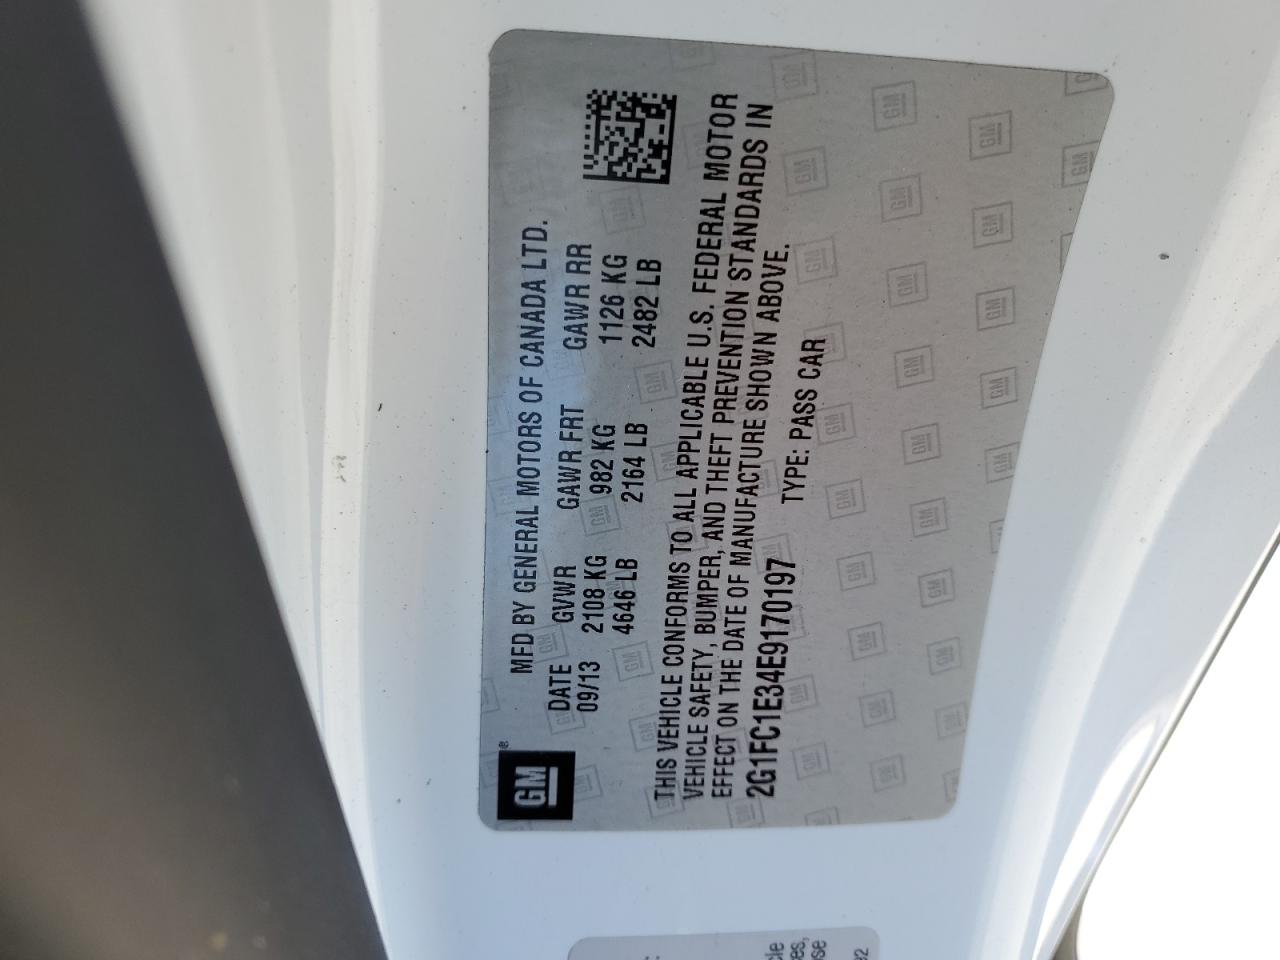 GM®
MFD BY GENERAL MOTORS OF CANADA LTD.
DATE GVWR GAWR FRT GAWR RR
09/13 2108 KG 982 KG 1126 KG
4646 LB 2164 LB 2482 LB
THIS VEHICLE CONFORMS TO ALL APPLICABLE U.S. FEDERAL MOTOR
VEHICLE SAFETY, BUMPER, AND THEFT PREVENTION STANDARDS IN
EFFECT ON THE DATE OF MANUFACTURE SHOWN ABOVE.
2G1FC1E34E9170197 TYPE: PASS CAR